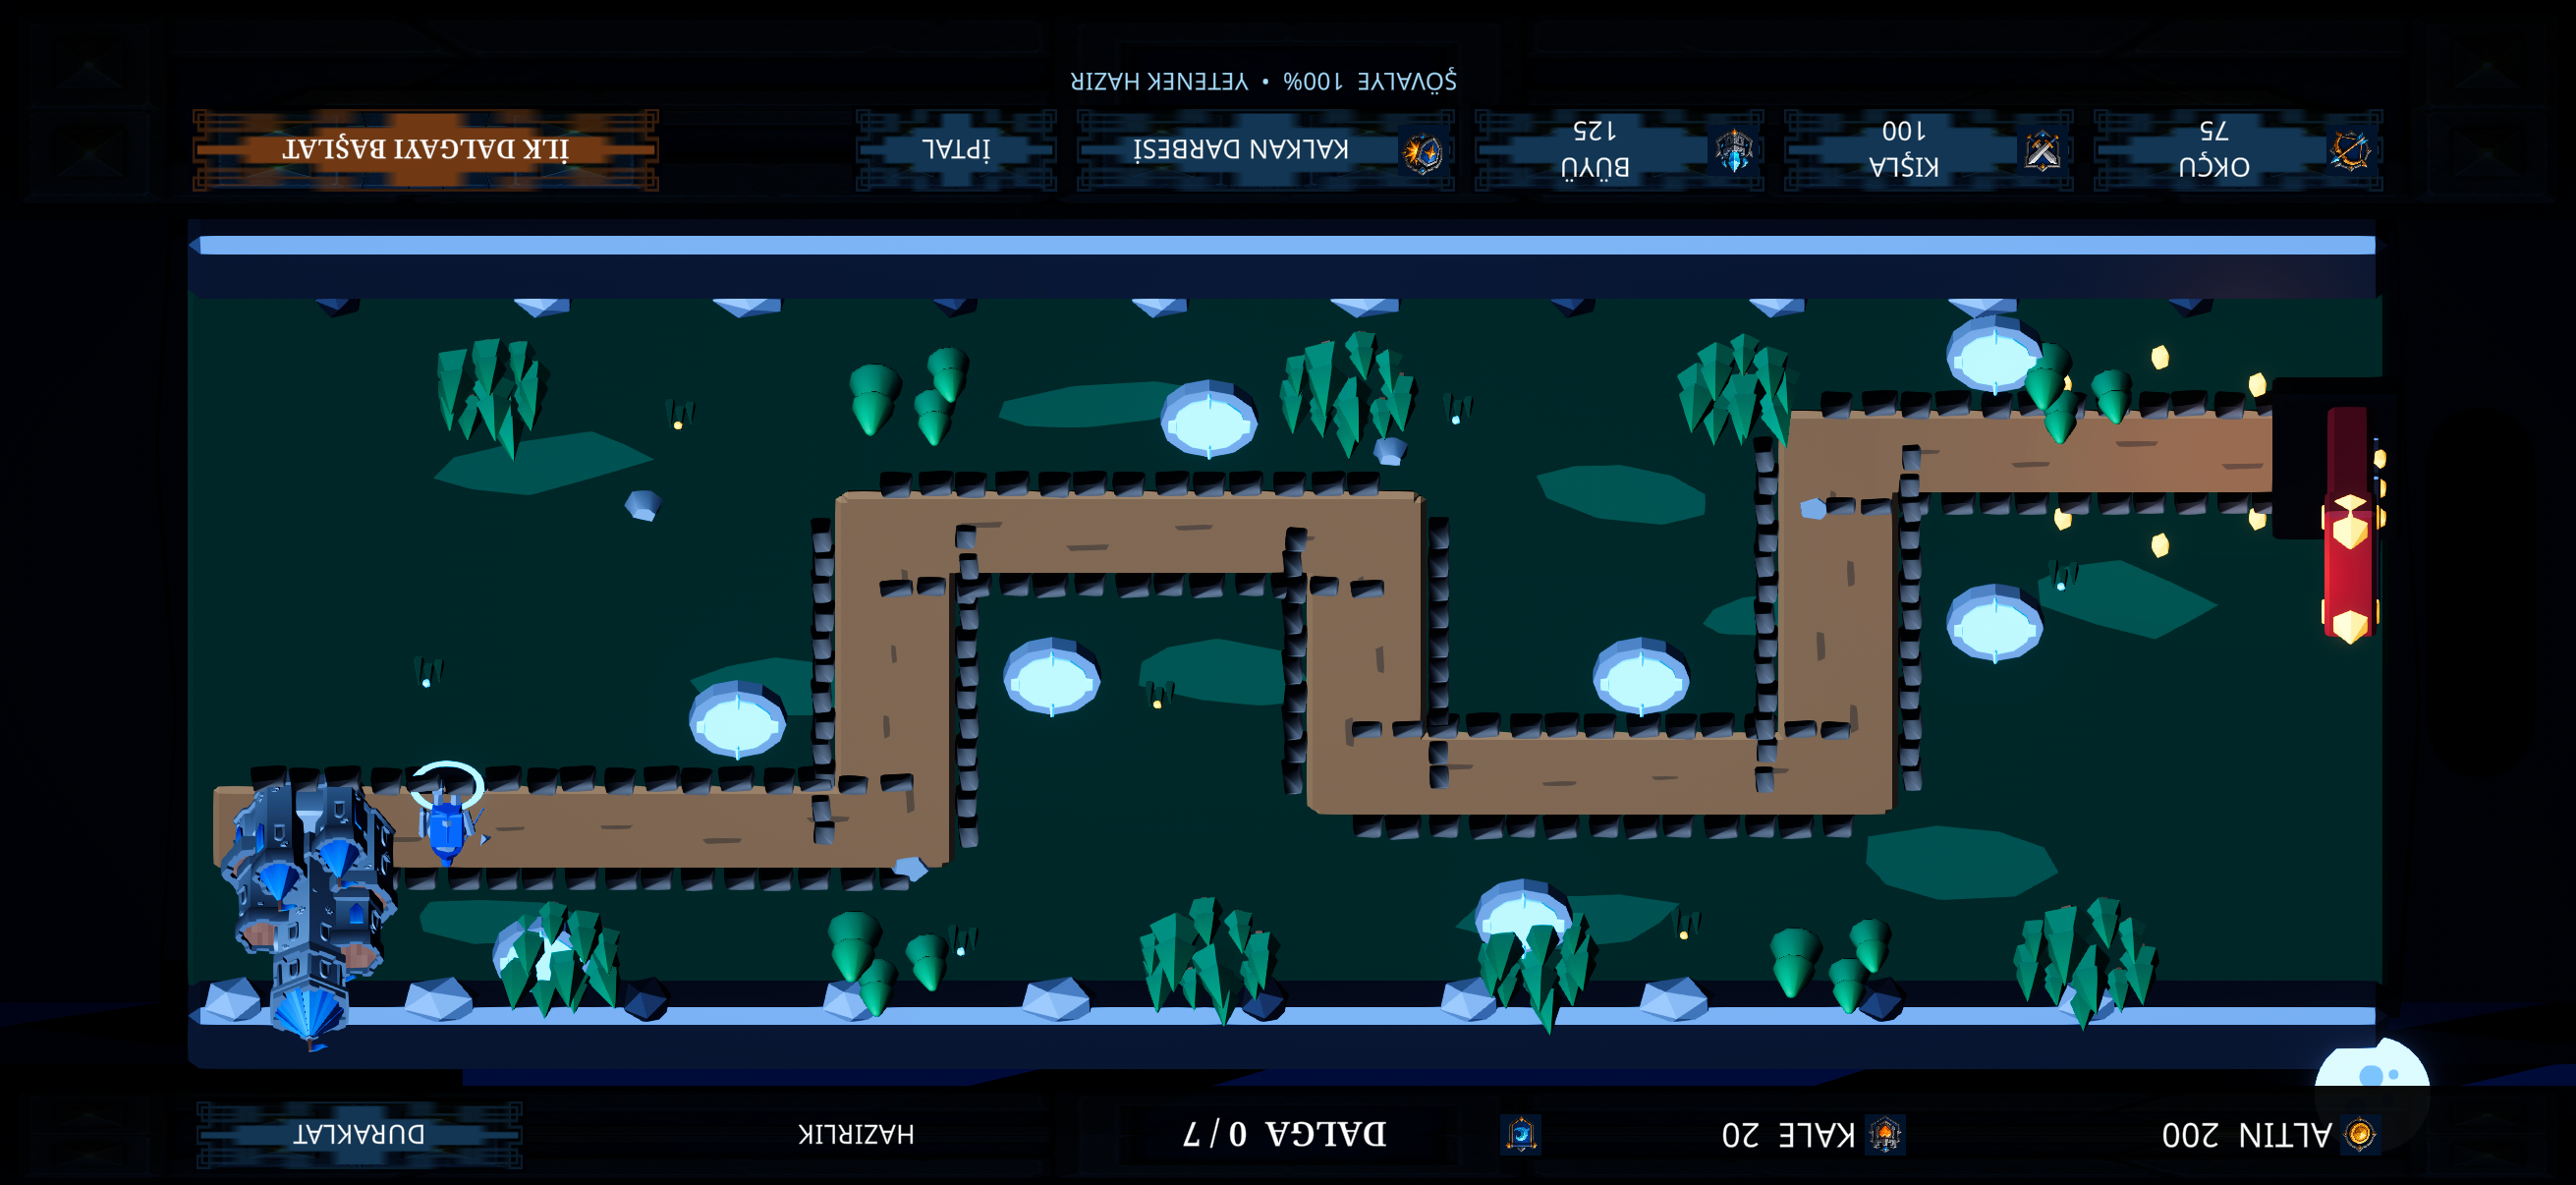 ALTIN 200
KALE 20
DALGA 0 / 7
HAZIRLIK
DURAKLAT
OKÇU
75
KIŞLA
100
BÜYÜ
125
KALKAN DARBESİ
İPTAL
İLK DALGAYI BAŞLAT
ŞÖVALYE 100% • YETENEK HAZIR